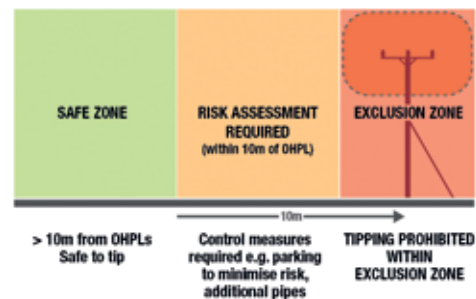 SAFE ZONE
RISK ASSESSMENT
REQUIRED
(within 10m of OHPL)
EXCLUSION ZONE
10m
> 10m from OHPLs
Safe to tip
Control measures
required e.g. parking
to minimise risk,
additional pipes
TIPPING PROHIBITED
WITHIN
EXCLUSION ZONE